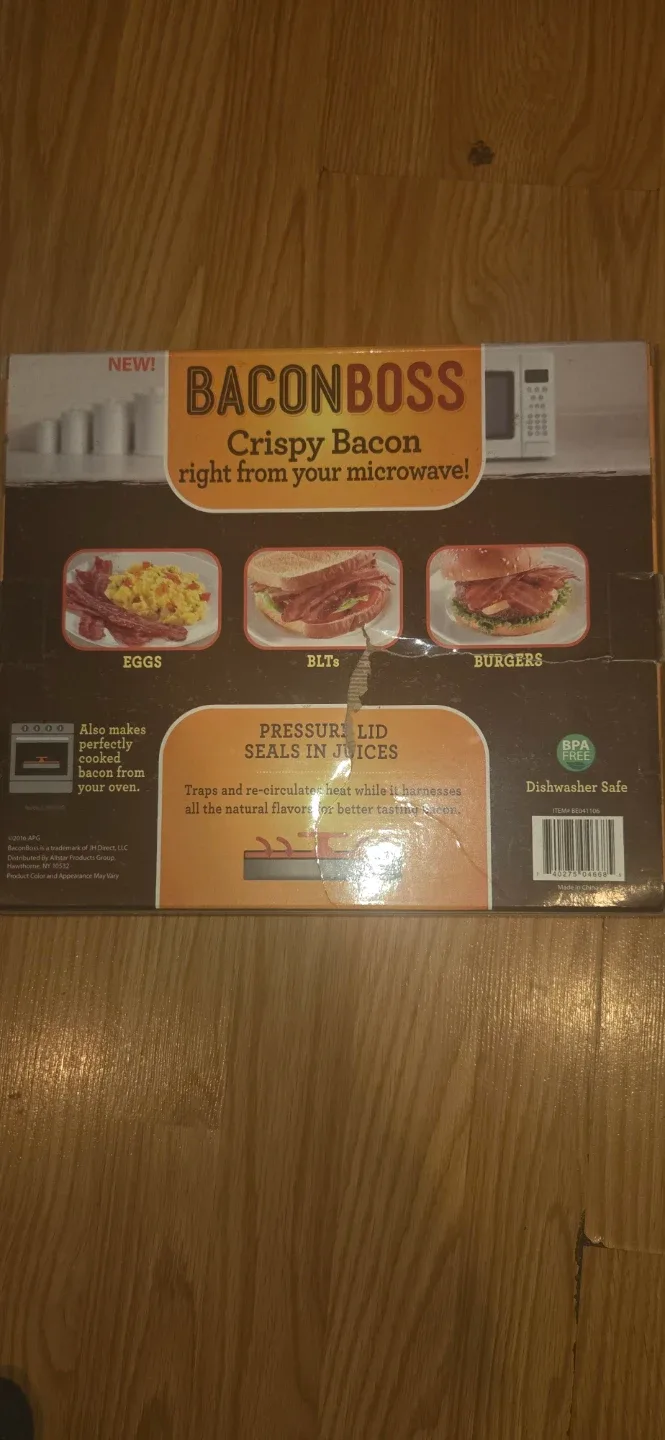 NEW!
BACONBOSS
Crispy Bacon
right from your microwave!
EGGS
BLTs
BURGERS
Also makes
perfectly
cooked
bacon from
your oven.
PRESSURE LID
SEALS IN JUICES
Traps and re-circulates heat while it harnesses
all the natural flavors for better tasting bacon.
BPA
FREE
Dishwasher Safe
©2016 APG
BaconBoss is a trademark of JH Direct, LLC
Distributed By Allstar Products Group,
Hawthorne, NY 10532
Product Color and Appearance May Vary
Made in China